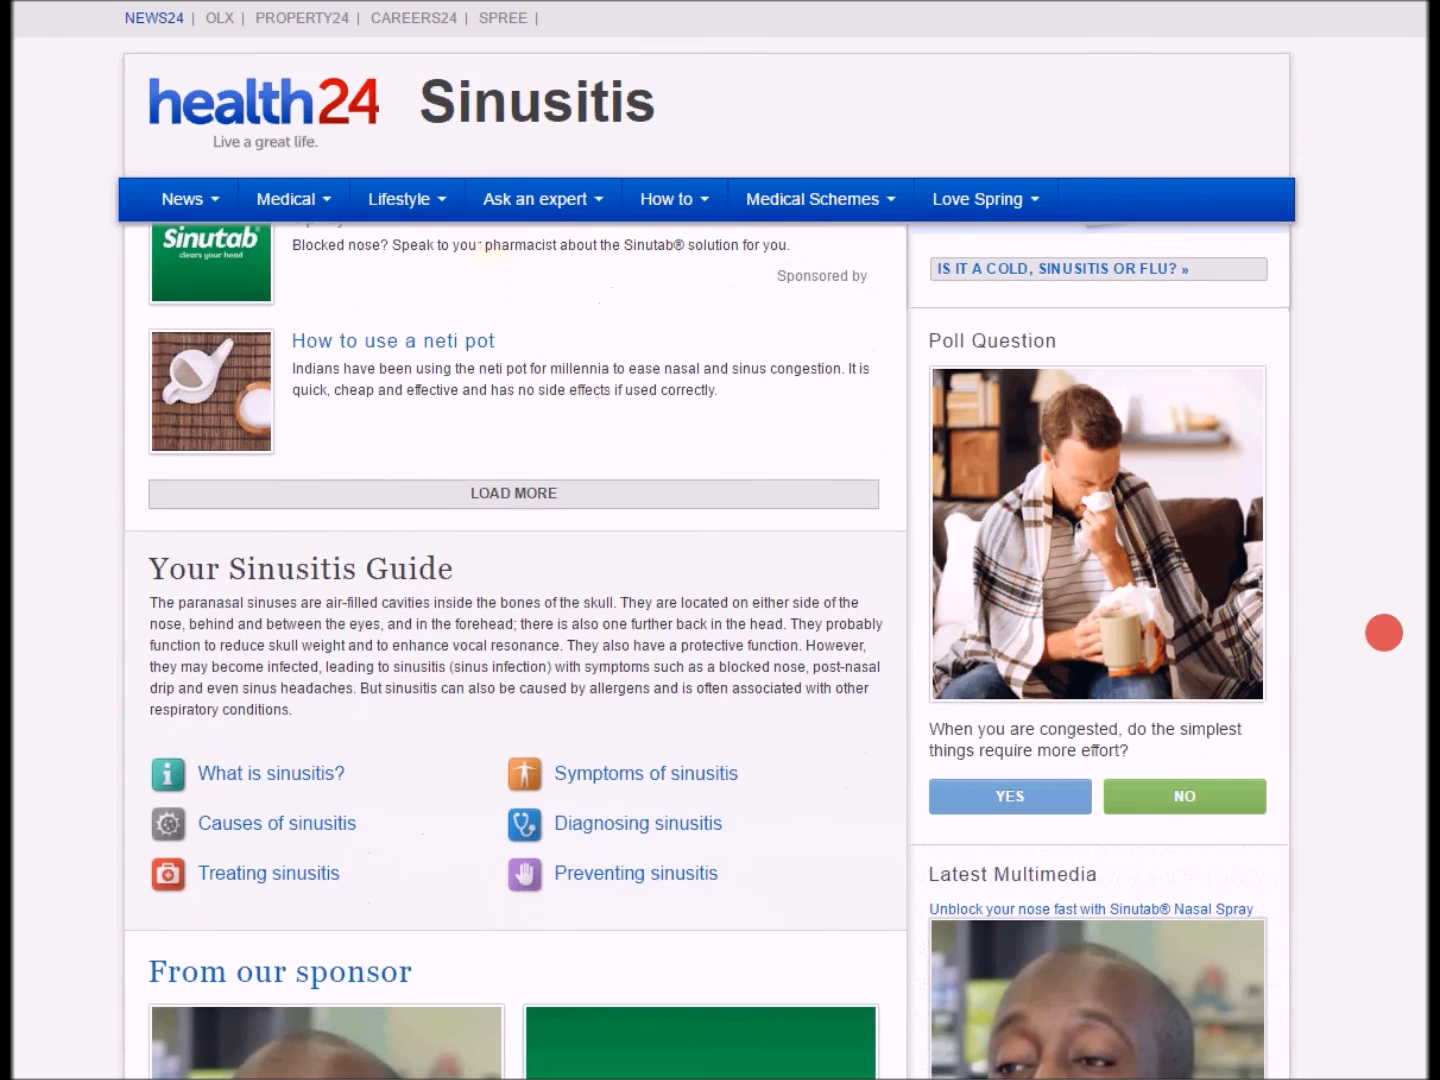 NEWS24 | OLX | PROPERTY24 | CAREERS24 | SPREE |
health24
Live a great life.
Sinusitis
News Medical Lifestyle Ask an expert How to Medical Schemes Love Spring
Sinutab®
clears your head
Blocked nose? Speak to your pharmacist about the Sinutab® solution for you.
Sponsored by
How to use a neti pot
Indians have been using the neti pot for millennia to ease nasal and sinus congestion. It is
quick, cheap and effective and has no side effects if used correctly.
LOAD MORE
Your Sinusitis Guide
The paranasal sinuses are air-filled cavities inside the bones of the skull. They are located on either side of the
nose, behind and between the eyes, and in the forehead; there is also one further back in the head. They probably
function to reduce skull weight and to enhance vocal resonance. They also have a protective function. However,
they may become infected, leading to sinusitis (sinus infection) with symptoms such as a blocked nose, post-nasal
drip and even sinus headaches. But sinusitis can also be caused by allergens and is often associated with other
respiratory conditions.
What is sinusitis?
Symptoms of sinusitis
Causes of sinusitis
Diagnosing sinusitis
Treating sinusitis
Preventing sinusitis
From our sponsor
IS IT A COLD, SINUSITIS OR FLU? »
Poll Question
When you are congested, do the simplest
things require more effort?
YES
NO
Latest Multimedia
Unblock your nose fast with Sinutab® Nasal Spray